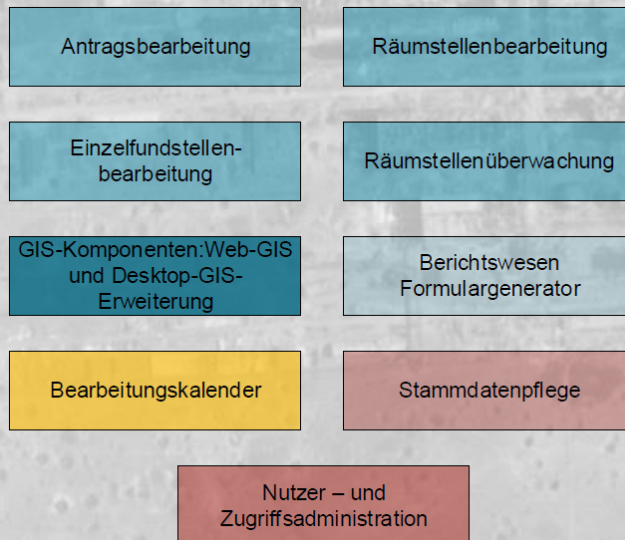 Antragsbearbeitung
Räumstellenbearbeitung
Einzelfundstellen-
bearbeitung
Räumstellenüberwachung
GIS-Komponenten:Web-GIS
und Desktop-GIS-
Erweiterung
Berichtswesen
Formulargenerator
Bearbeitungskalender
Stammdatenpflege
Nutzer – und
Zugriffsadministration